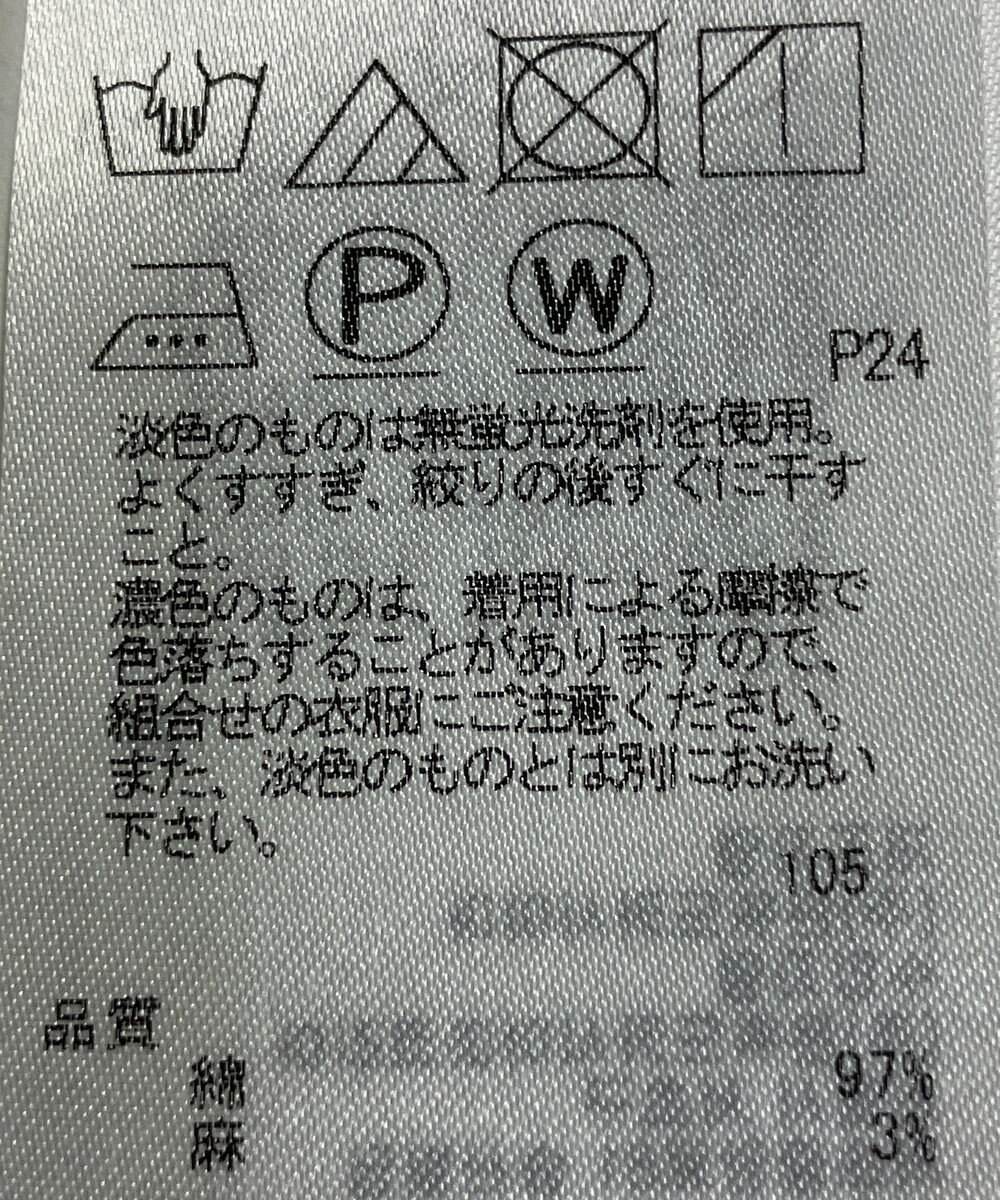 P
W
P24
淡色のものは無蛍光洗剤を使用。
よくすすぎ、絞りの後すぐに干す
こと。
濃色のものは、着用による摩擦で
色落ちすることがありますので、
組合せの衣服にご注意ください。
また、淡色のものとは別にお洗い
下さい。
105
品質
綿 97%
麻 3%